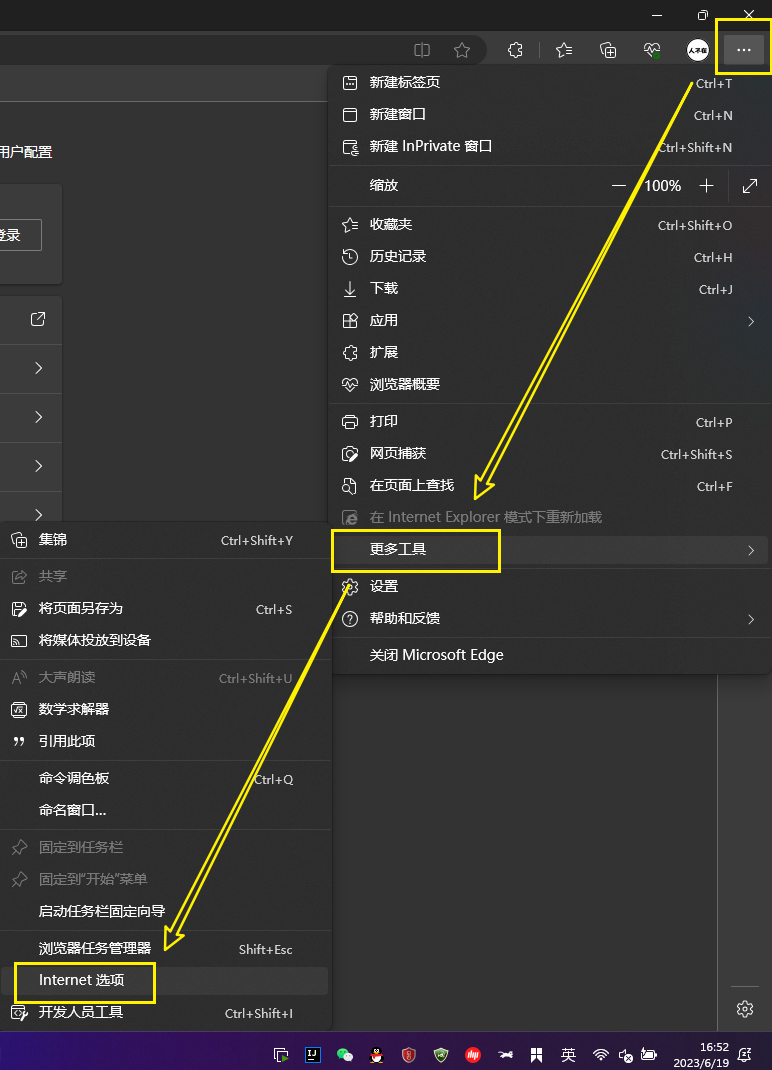 人不在
新建标签页 Ctrl+T
新建窗口 Ctrl+N
新建 InPrivate 窗口 Ctrl+Shift+N
用户配置
缩放 100%
登录
收藏夹 Ctrl+Shift+O
历史记录 Ctrl+H
下载 Ctrl+J
应用
扩展
浏览器概要
打印 Ctrl+P
网页捕获 Ctrl+Shift+S
在页面上查找 Ctrl+F
在 Internet Explorer 模式下重新加载
更多工具
设置
帮助和反馈
关闭 Microsoft Edge
集锦 Ctrl+Shift+Y
共享
将页面另存为 Ctrl+S
将媒体投放到设备
大声朗读 Ctrl+Shift+U
数学求解器
引用此项
命令调色板 Ctrl+Q
命名窗口...
固定到任务栏
固定到“开始”菜单
启动任务栏固定向导
浏览器任务管理器 Shift+Esc
Internet 选项
开发人员工具 Ctrl+Shift+I
英
16:52
2023/6/19